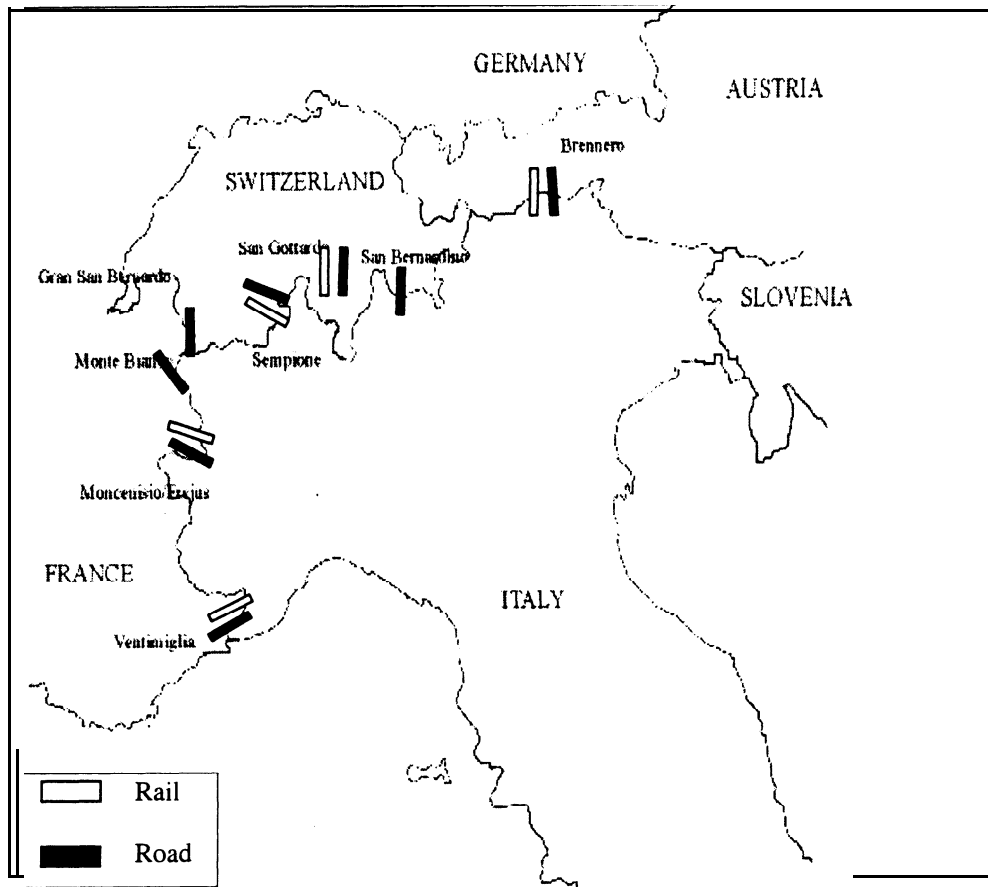 GERMANY
AUSTRIA
Brennero
SWITZERLAND
San Gottardo
San Bernardino
Gran San Bernardo
SLOVENIA
Monte Bianco
Sempione
Moncenisio/Frejus
FRANCE
ITALY
Ventimiglia
Rail
Road